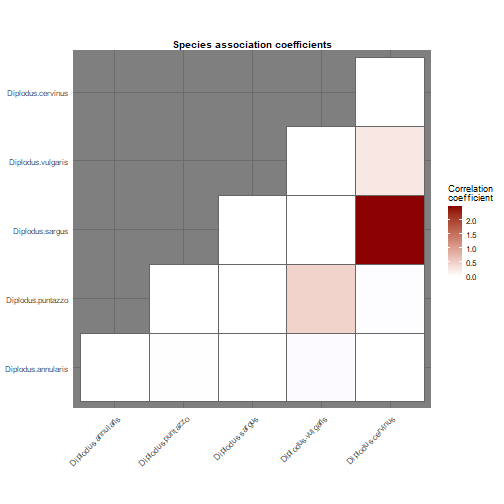 Species association coefficients
Diplodus.cervinus
Diplodus.vulgaris
Diplodus.sargus
Diplodus.puntazzo
Diplodus.annularis
Correlation
coefficient
2.0
1.5
1.0
0.5
0.0
Diplodus.annularis
Diplodus.puntazzo
Diplodus.sargus
Diplodus.vulgaris
Diplodus.cervinus